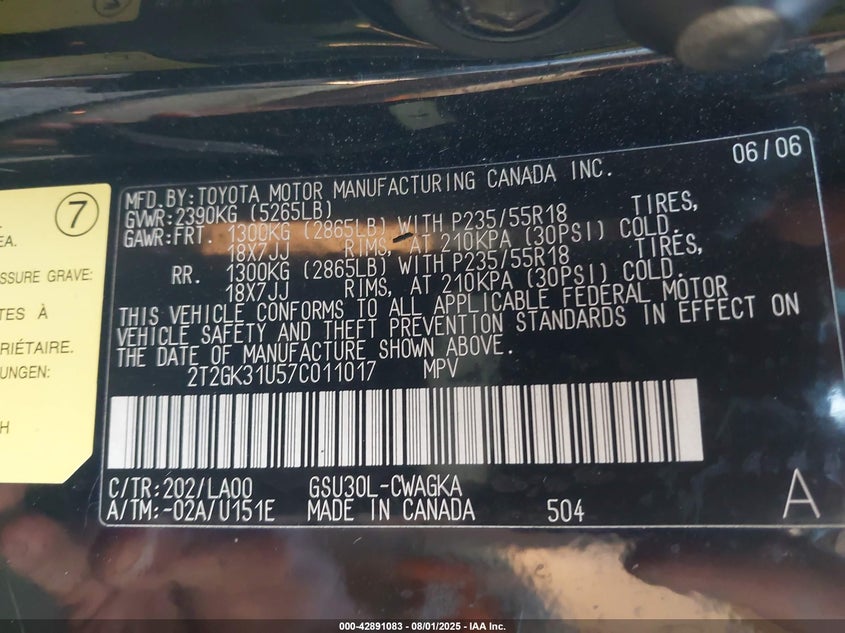 06/06
MFD.BY:TOYOTA MOTOR MANUFACTURING CANADA INC.
GVWR:2390KG (5265LB)
GAWR:FRT. 1300KG (2865LB) WITH P235/55R18 TIRES,
18X7JJ RIMS, AT 210KPA (30PSI) COLD.
RR. 1300KG (2865LB) WITH P235/55R18 TIRES,
18X7JJ RIMS, AT 210KPA (30PSI) COLD.
THIS VEHICLE CONFORMS TO ALL APPLICABLE FEDERAL MOTOR
VEHICLE SAFETY AND THEFT PREVENTION STANDARDS IN EFFECT ON
THE DATE OF MANUFACTURE SHOWN ABOVE.
2T2GK31U57C011017 MPV
C/TR:202/LA00 GSU30L-CWAGKA
A/TM:-02A/U151E MADE IN CANADA 504 A
7
EA.
SSURE GRAVE:
TES À
RIÉTAIRE.
UNGEN:
H
000-42891083 - 08/01/2025 - IAA Inc.